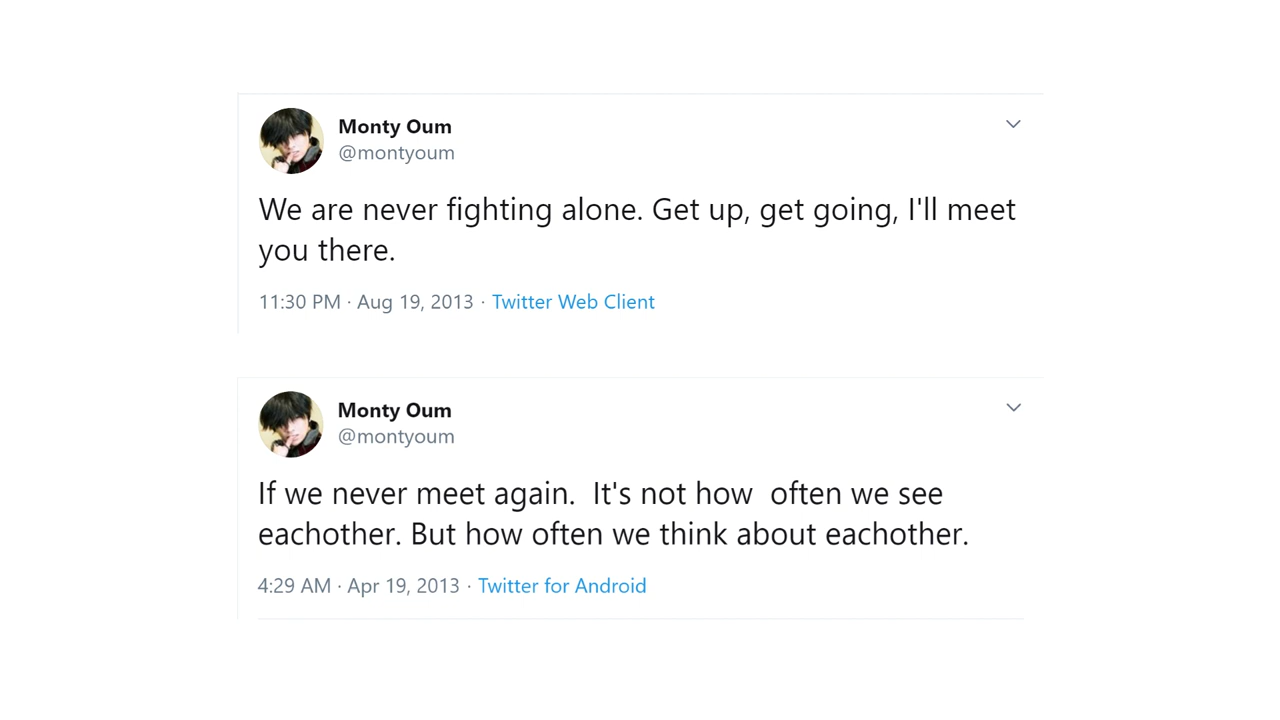 Monty Oum
@montyoum
We are never fighting alone. Get up, get going, I'll meet
you there.
11:30 PM · Aug 19, 2013 · Twitter Web Client
Monty Oum
@montyoum
If we never meet again.  It's not how  often we see
eachother. But how often we think about eachother.
4:29 AM · Apr 19, 2013 · Twitter for Android